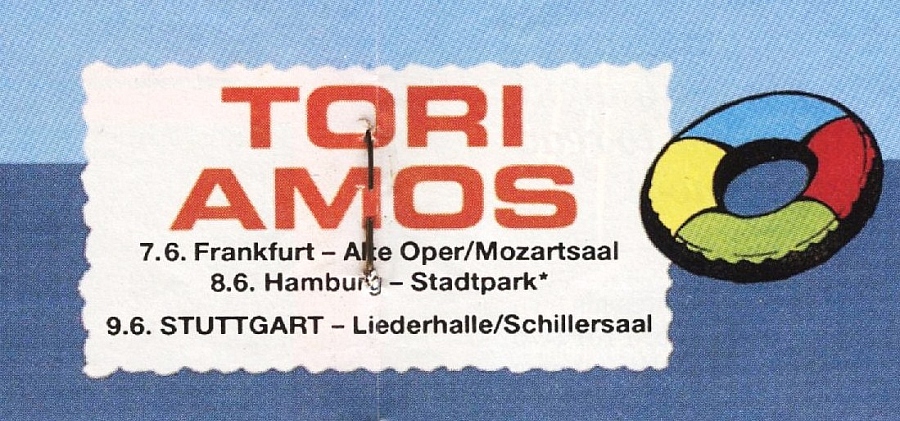 TORI
AMOS
7.6. Frankfurt – Alte Oper/Mozartsaal
8.6. Hamburg – Stadtpark*
9.6. STUTTGART – Liederhalle/Schillersaal